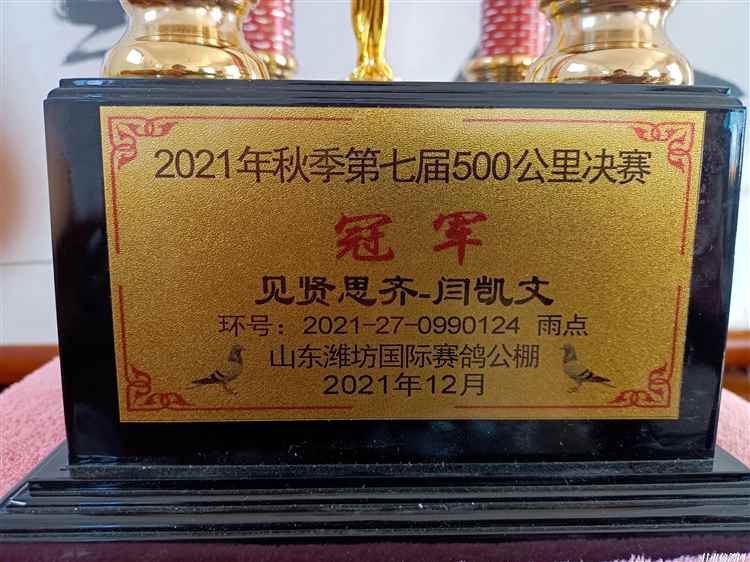 2021年秋季第七届500公里决赛
冠军
见贤思齐-闫凯文
环号：2021-27-0990124 雨点
山东潍坊国际赛鸽公棚
2021年12月